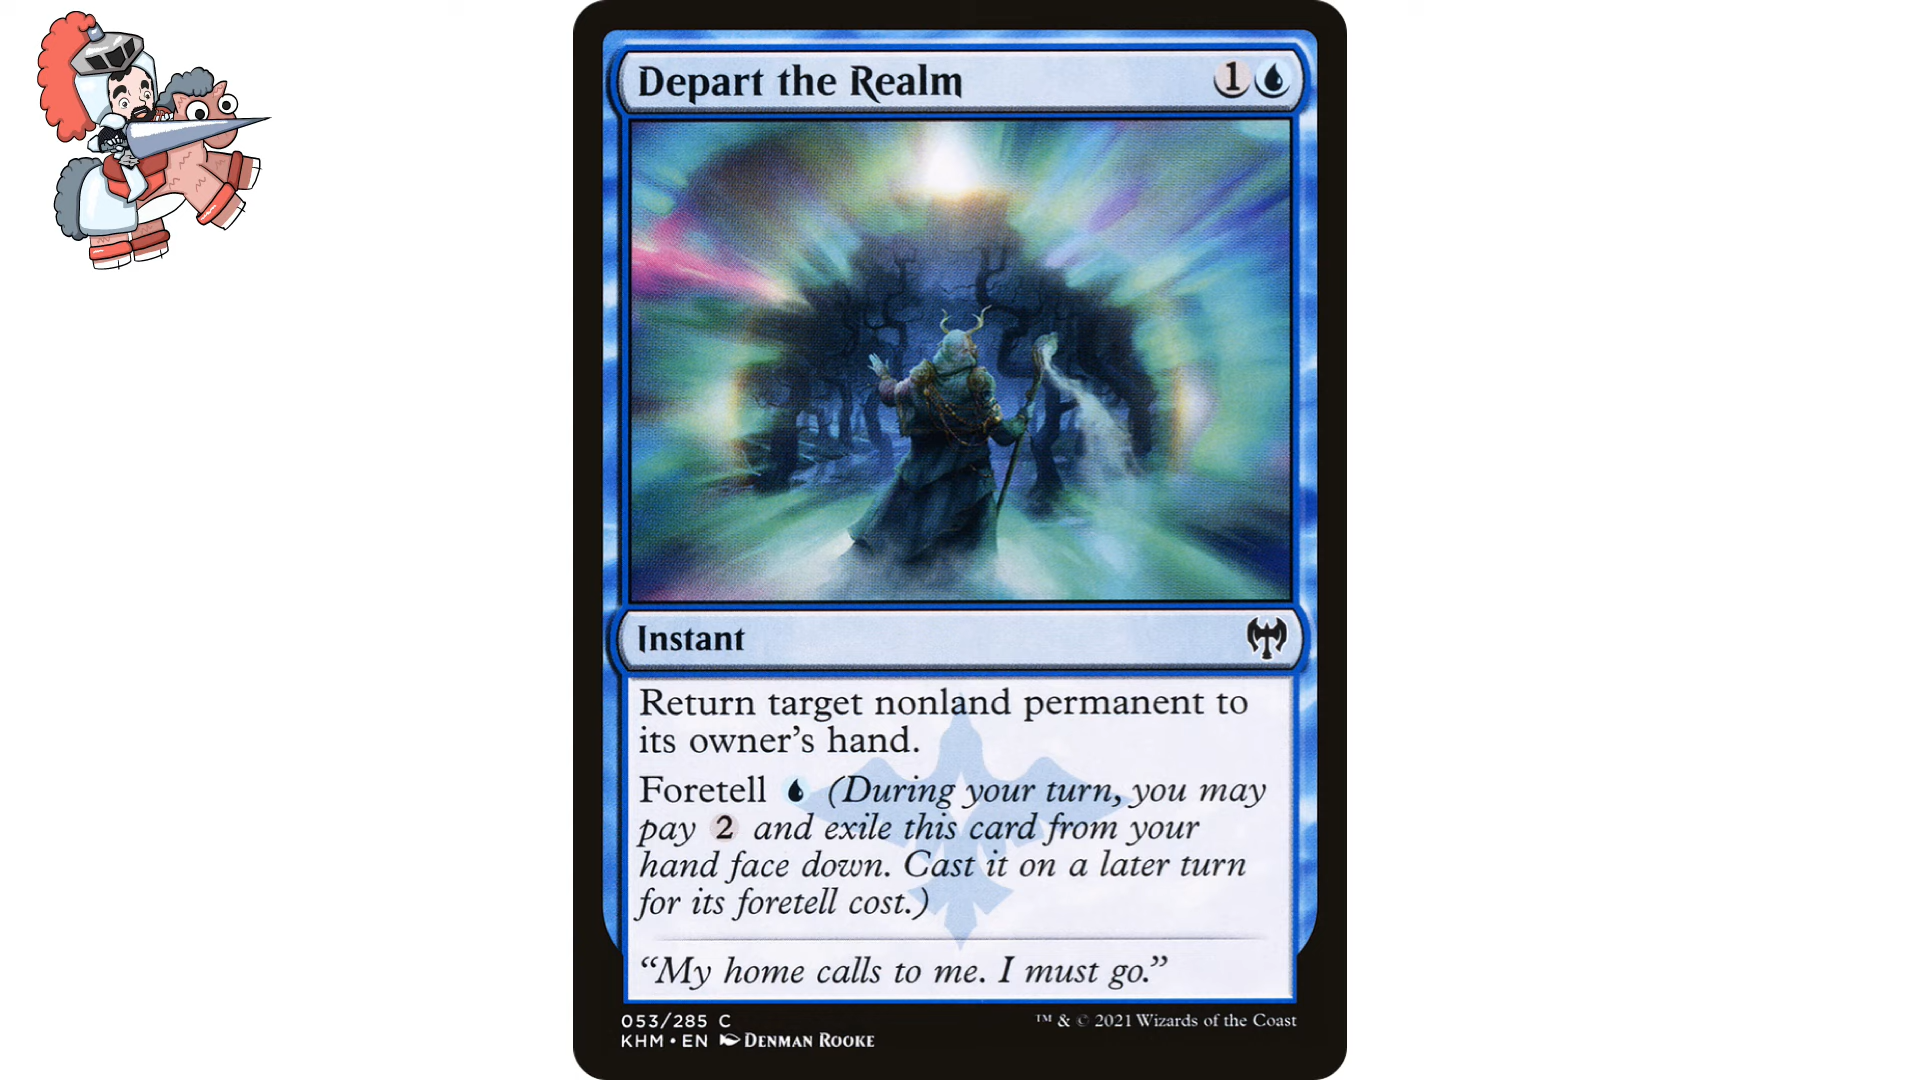 Depart the Realm 1
Instant
Return target nonland permanent to
its owner's hand.
Foretell (During your turn, you may
pay 2 and exile this card from your
hand face down. Cast it on a later turn
for its foretell cost.)
“My home calls to me. I must go.”
053/285 C
KHM • EN Denman Rooke
™ & © 2021 Wizards of the Coast